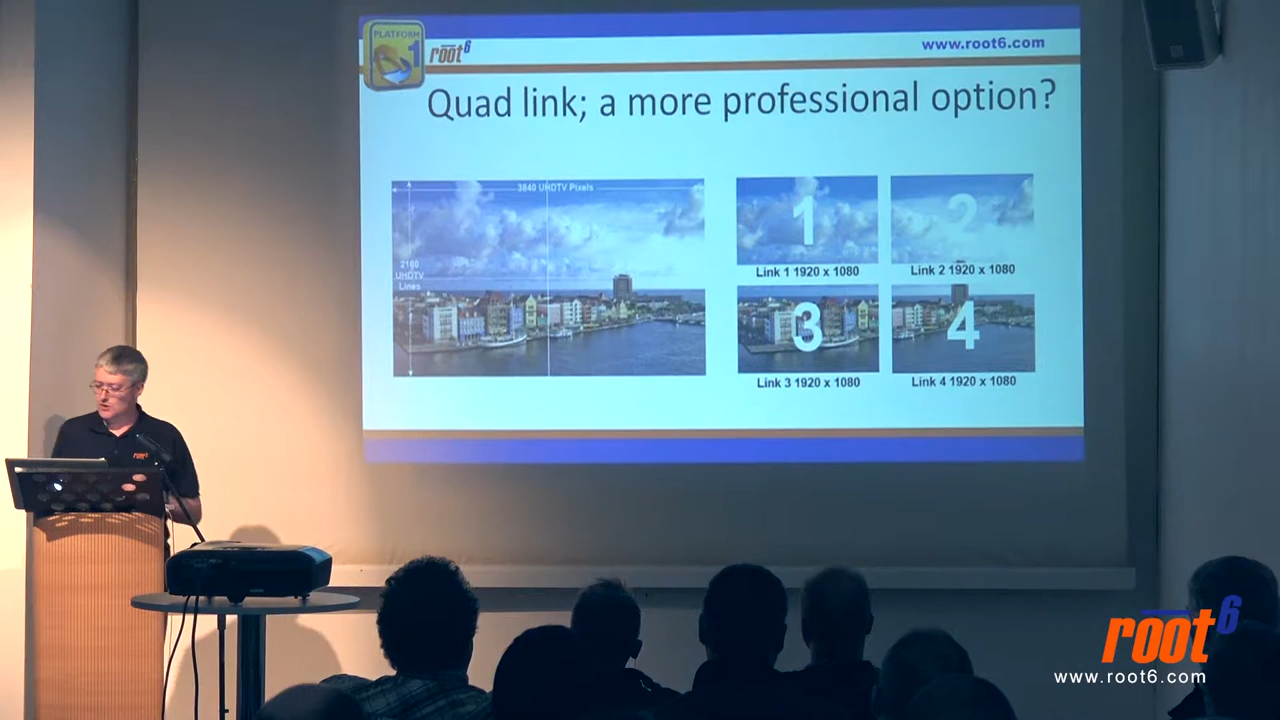 PLATFORM
1
root6
www.root6.com
Quad link; a more professional option?
3840 UHDTV Pixels
2160
UHDTV
Lines
1
2
Link 1 1920 x 1080
Link 2 1920 x 1080
3
4
Link 3 1920 x 1080
Link 4 1920 x 1080
root6
www.root6.com